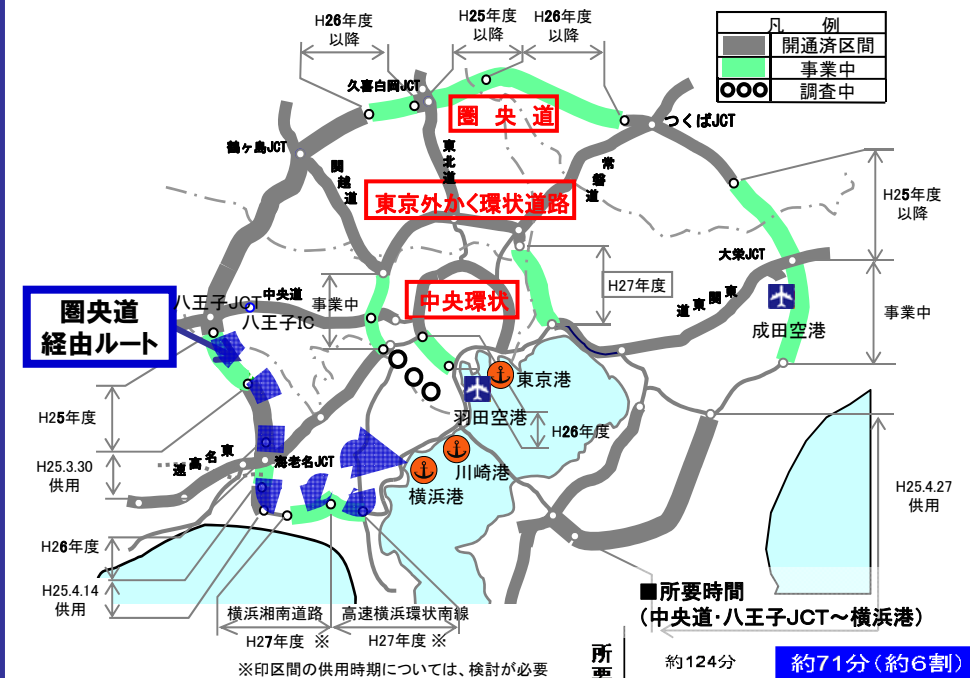 H26年度
以降
H25年度
以降
H26年度
以降
凡　例
開通済区間
事業中
調査中
久喜白岡JCT
圏 央 道
つくばJCT
鶴ヶ島JCT
関越道
東北道
常磐道
東京外かく環状道路
H25年度
以降
大栄JCT
H27年度
中央環状
東関東道
事業中
成田空港
圏央道
経由ルート
八王子JCT
中央道
八王子IC
事業中
東京港
羽田空港
H26年度
川崎港
横浜港
H25年度
H25.3.30
供用
東名高速
海老名JCT
H25.4.27
供用
H26年度
H25.4.14
供用
横浜湘南道路
高速横浜環状南線
H27年度 ※
H27年度 ※
※印区間の供用時期については、検討が必要
■所要時間
(中央道･八王子JCT～横浜港)
所要
約124分
約71分(約6割)